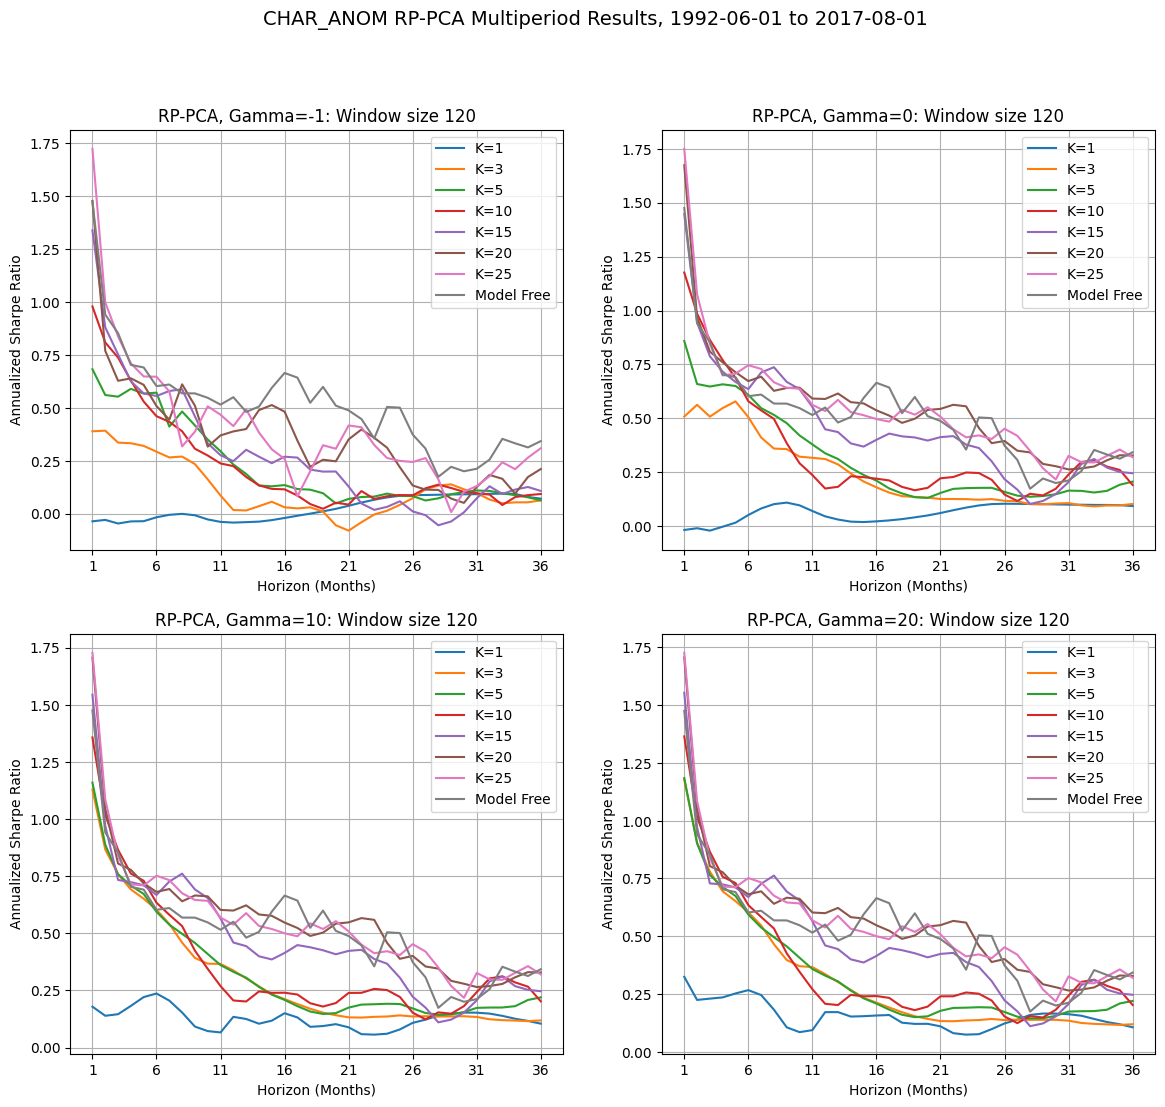 CHAR_ANOM RP-PCA Multiperiod Results, 1992-06-01 to 2017-08-01
RP-PCA, Gamma=-1: Window size 120
Annualized Sharpe Ratio
1.75
1.50
1.25
1.00
0.75
0.50
0.25
0.00
K=1
K=3
K=5
K=10
K=15
K=20
K=25
Model Free
1 6 11 16 21 26 31 36
Horizon (Months)
RP-PCA, Gamma=0: Window size 120
Annualized Sharpe Ratio
1.75
1.50
1.25
1.00
0.75
0.50
0.25
0.00
K=1
K=3
K=5
K=10
K=15
K=20
K=25
Model Free
1 6 11 16 21 26 31 36
Horizon (Months)
RP-PCA, Gamma=10: Window size 120
Annualized Sharpe Ratio
1.75
1.50
1.25
1.00
0.75
0.50
0.25
0.00
K=1
K=3
K=5
K=10
K=15
K=20
K=25
Model Free
1 6 11 16 21 26 31 36
Horizon (Months)
RP-PCA, Gamma=20: Window size 120
Annualized Sharpe Ratio
1.75
1.50
1.25
1.00
0.75
0.50
0.25
0.00
K=1
K=3
K=5
K=10
K=15
K=20
K=25
Model Free
1 6 11 16 21 26 31 36
Horizon (Months)